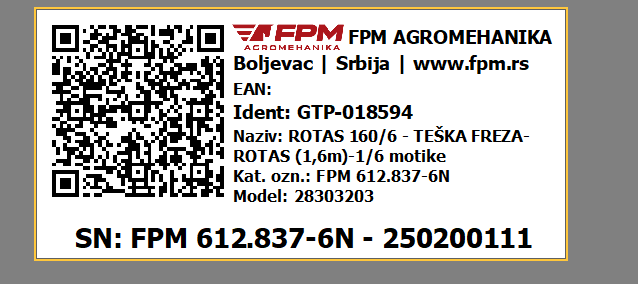 FPM
AGROMEHANIKA
FPM AGROMEHANIKA
Boljevac | Srbija | www.fpm.rs
EAN:
Ident: GTP-018594
Naziv: ROTAS 160/6 - TEŠKA FREZA-
ROTAS (1,6m)-1/6 motike
Kat. ozn.: FPM 612.837-6N
Model: 28303203
SN: FPM 612.837-6N - 250200111